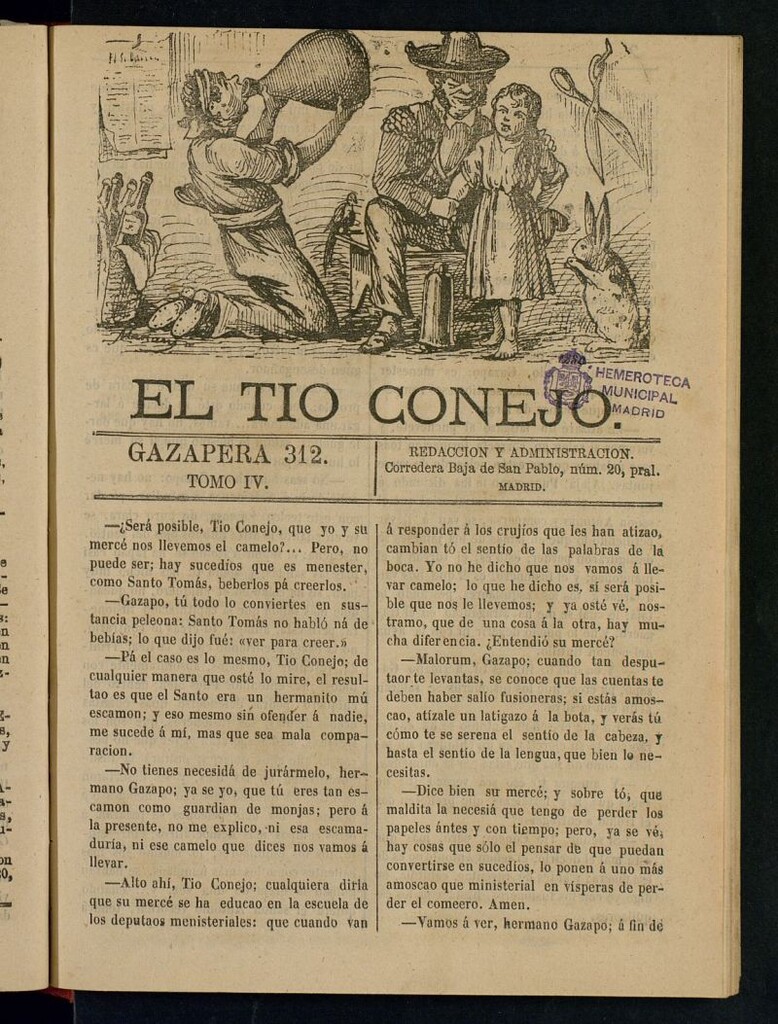 EL TIO CONEJO.
HEMEROTECA
MUNICIPAL
MADRID
GAZAPERA 312.
TOMO IV.
REDACCION Y ADMINISTRACION.
Corredera Baja de San Pablo, núm. 20, pral.
MADRID.
—¿Será posible, Tio Conejo, que yo y su
mercé nos llevemos el camelo?... Pero, no
puede ser; hay sucedíos que es menester,
como Santo Tomás, beberlos pá creerlos.
—Gazapo, tú todo lo conviertes en sus-
tancia peleona: Santo Tomás no habló ná de
bebías; lo que dijo fué: «ver para creer.»
—Pá el caso es lo mesmo, Tio Conejo; de
cualquier manera que osté lo mire, el resul-
tao es que el Santo era un hermanito mú
escamon; y eso mesmo sin ofender á nadie,
me sucede á mí, mas que sea mala compa-
racion.
—No tienes necesidá de jurármelo, her-
mano Gazapo; ya se yo, que tú eres tan es-
camon como guardian de monjas; pero á
la presente, no me explico, ni esa escama-
duría, ni ese camelo que dices nos vamos á
llevar.
—Alto ahí, Tio Conejo; cualquiera diria
que su mercé se ha educao en la escuela de
los deputaos menisteriales: que cuando van
á responder á los crujíos que les han atizao,
cambian tó el sentío de las palabras de la
boca. Yo no he dicho que nos vamos á lle-
var camelo; lo que he dicho es, si será posi-
ble que nos le llevemos; y ya osté vé, nos-
tramo, que de una cosa á la otra, hay mu-
cha diferencia. ¿Entendió su mercé?
—Malorum, Gazapo; cuando tan despu-
taor te levantas, se conoce que las cuentas te
deben haber salío fusioneras; si estás amos-
cao, atízale un latigazo á la bota, y verás tú
cómo te se serena el sentío de la cabeza, y
hasta el sentío de la lengua, que bien lo ne-
cesitas.
—Dice bien su mercé; y sobre tó, que
maldita la necesiá que tengo de perder los
papeles ántes y con tiempo; pero, ya se vé,
hay cosas que sólo el pensar de que puedan
convertirse en sucedíos, lo ponen á uno más
amoscao que ministerial en vísperas de per-
der el comeero. Amen.
—Vamos á ver, hermano Gazapo; á fin de